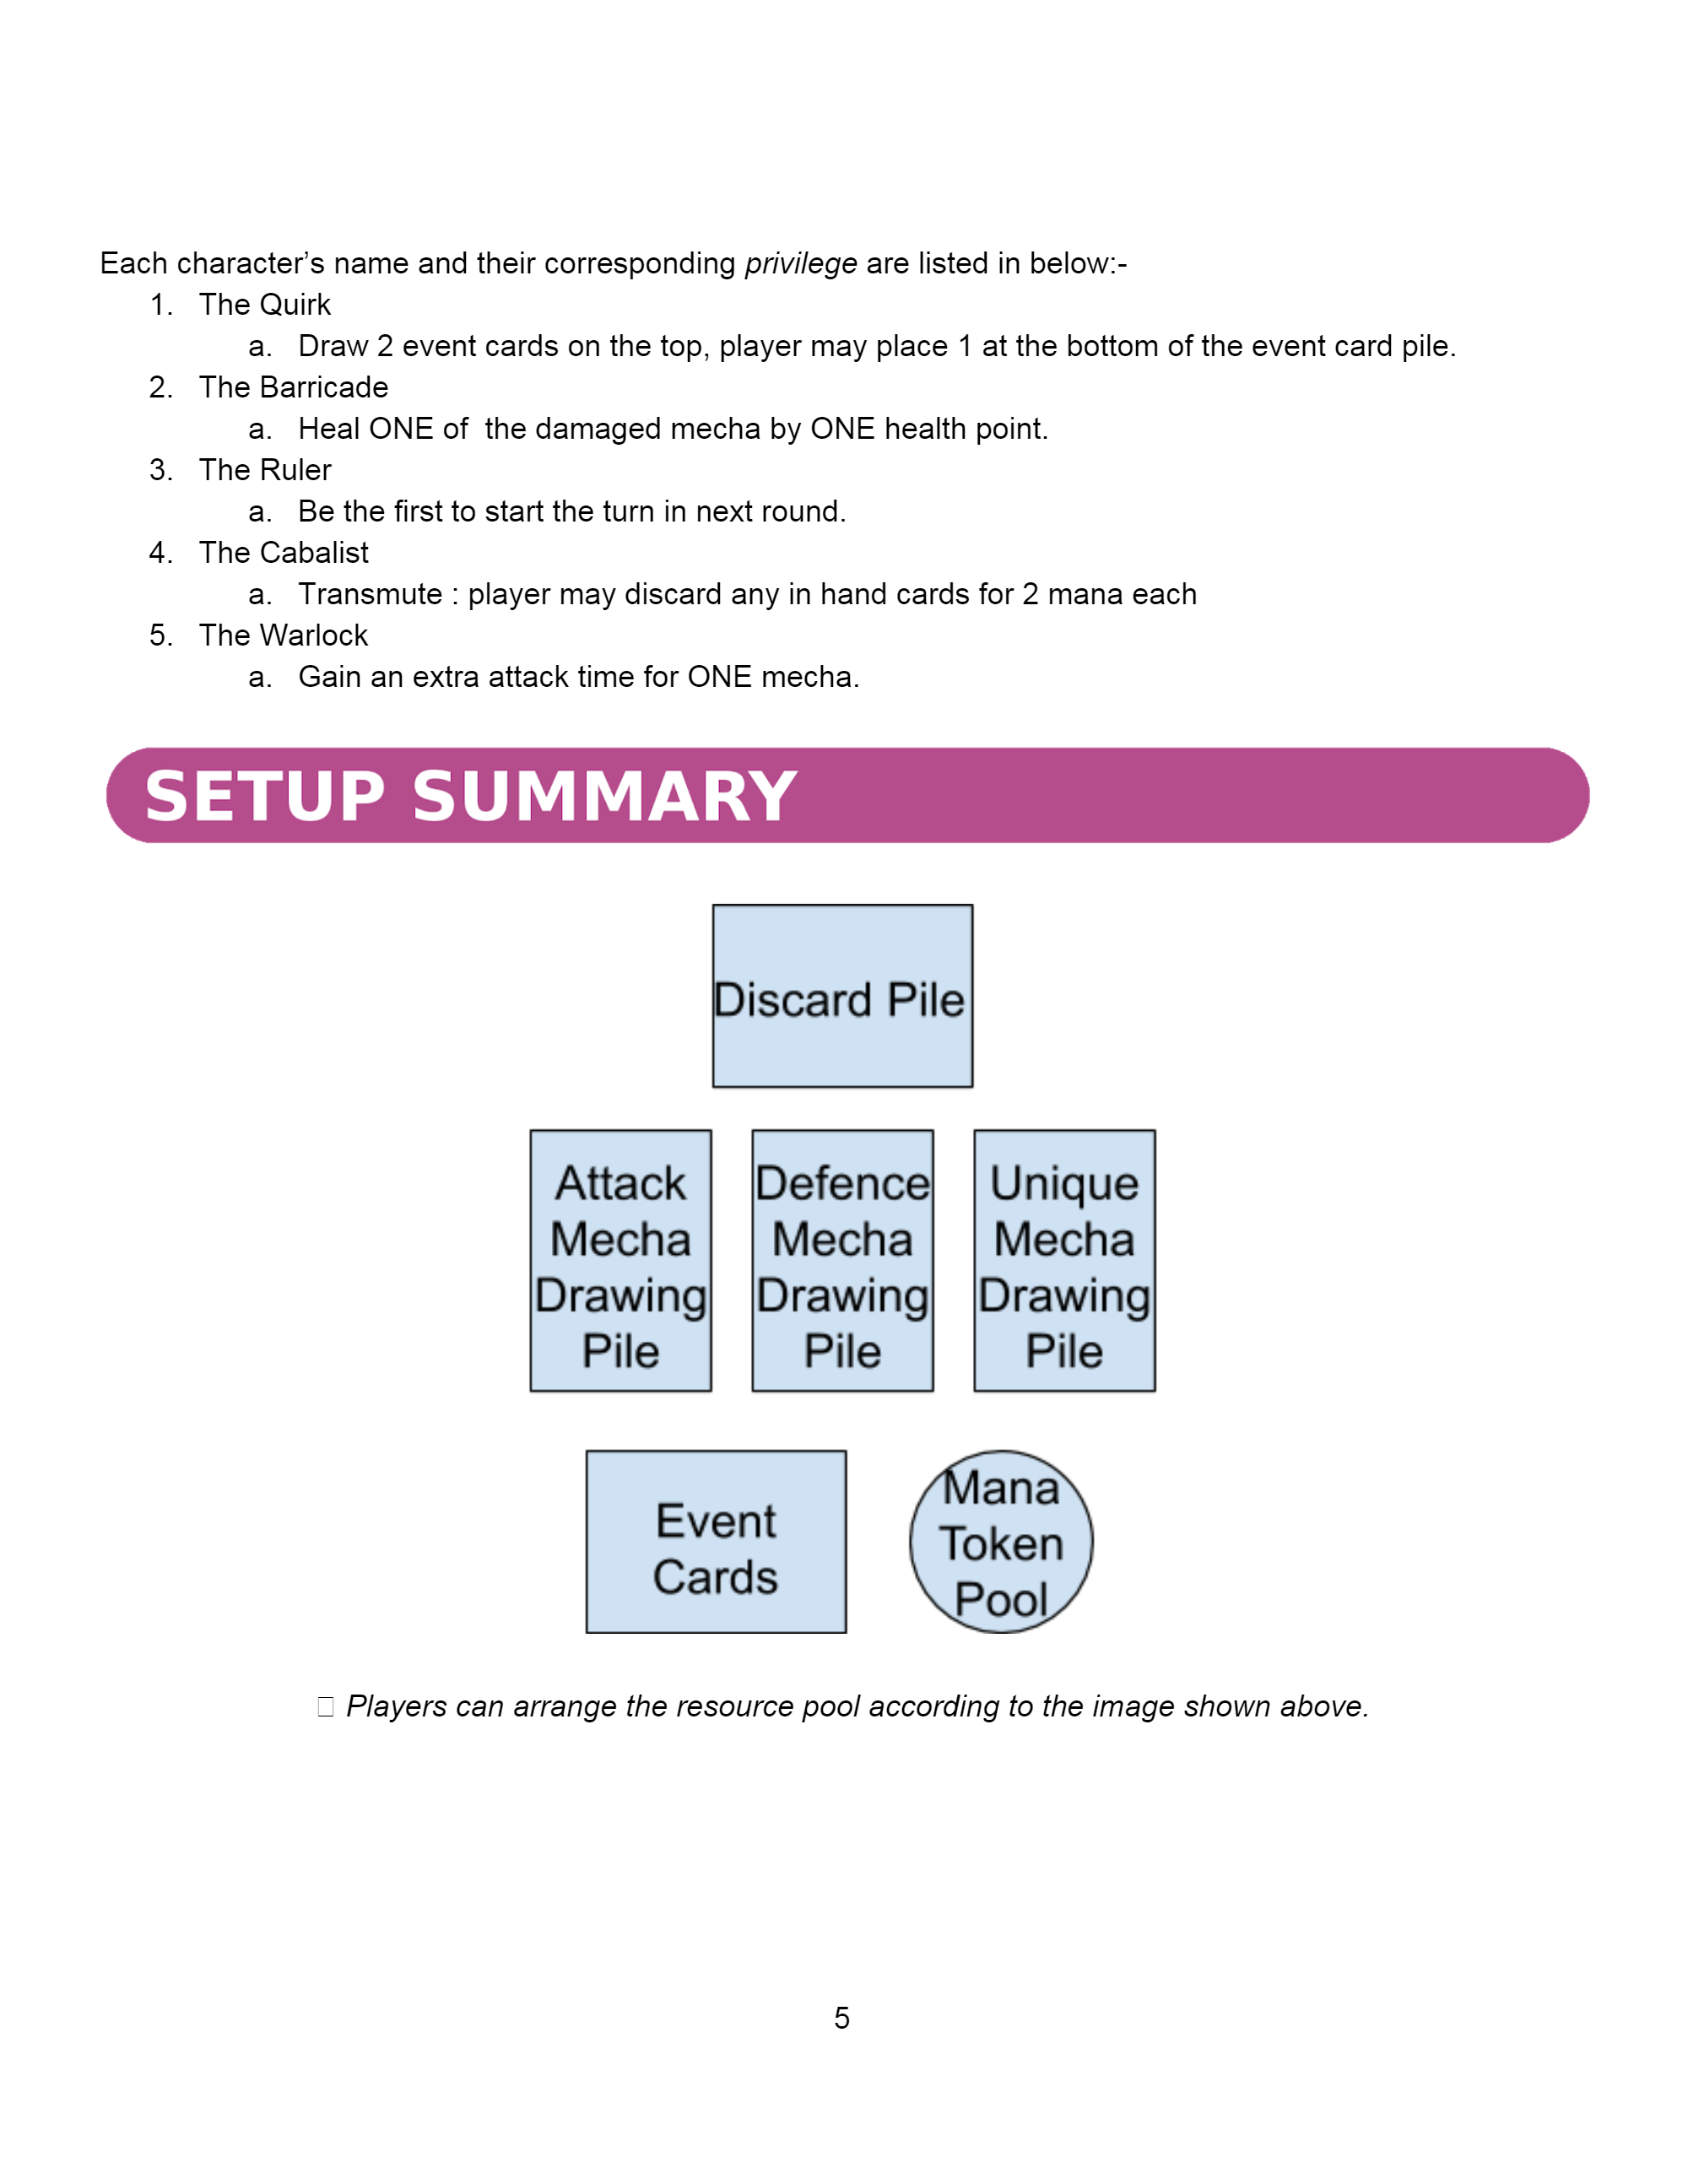 Each character’s name and their corresponding privilege are listed in below:-
1. The Quirk
a. Draw 2 event cards on the top, player may place 1 at the bottom of the event card pile.
2. The Barricade
a. Heal ONE of  the damaged mecha by ONE health point.
3. The Ruler
a. Be the first to start the turn in next round.
4. The Cabalist
a. Transmute : player may discard any in hand cards for 2 mana each
5. The Warlock
a. Gain an extra attack time for ONE mecha.
SETUP SUMMARY
Discard Pile
Attack
Mecha
Drawing
Pile
Defence
Mecha
Drawing
Pile
Unique
Mecha
Drawing
Pile
Event
Cards
Mana
Token
Pool
Players can arrange the resource pool according to the image shown above.
5